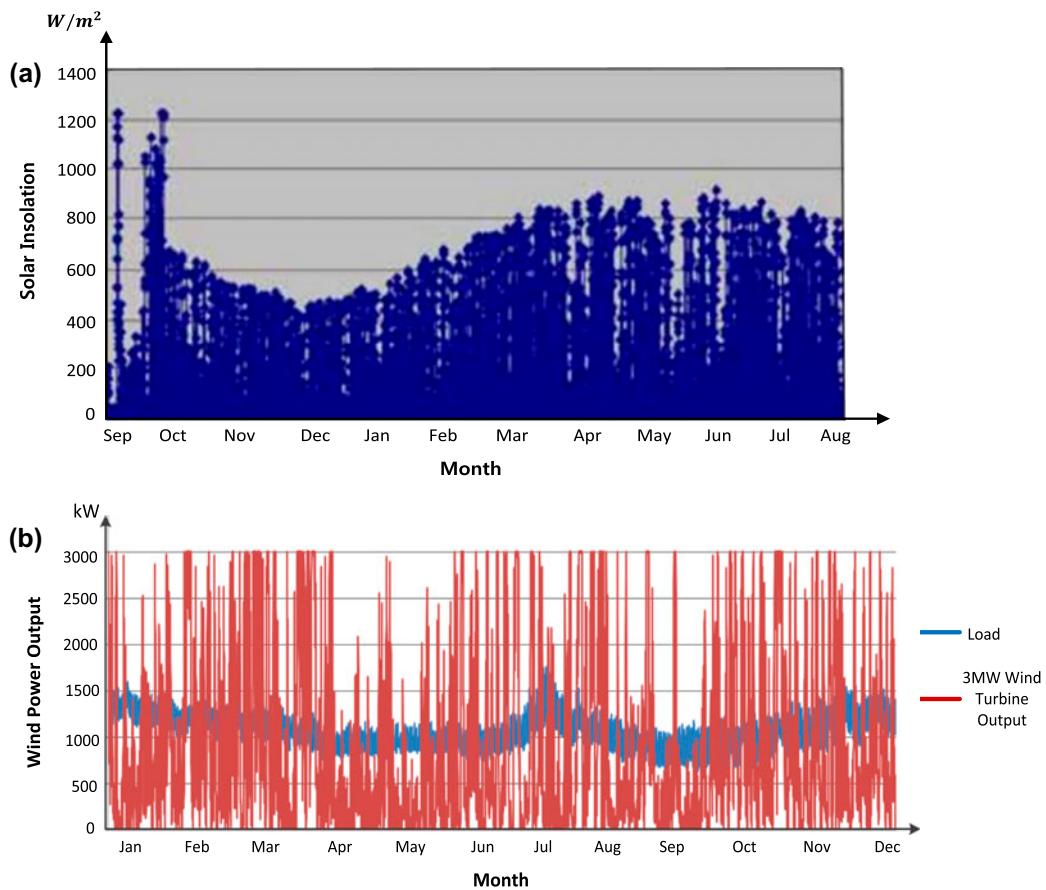 W/m²
(a)
1400
1200
1000
800
600
400
200
0
Solar Insolation
Sep Oct Nov Dec Jan Feb Mar Apr May Jun Jul Aug
Month
kW
(b)
3000
2500
2000
1500
1000
500
0
Wind Power Output
Jan Feb Mar Apr May Jun Jul Aug Sep Oct Nov Dec
Month
Load
3MW Wind
Turbine
Output